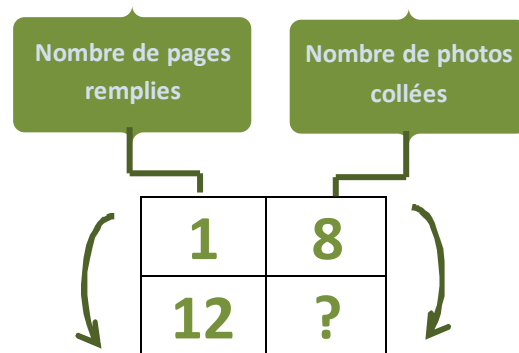 Nombre de pages
remplies
Nombre de photos
collées
1 8
12 ?